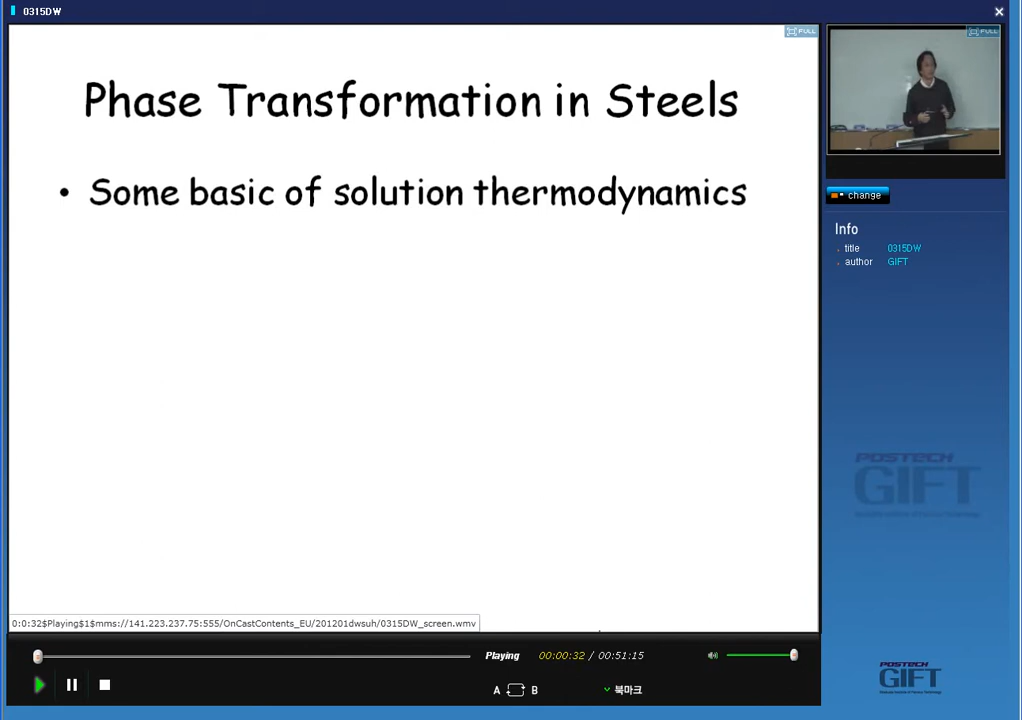 0315DW
FULL
FULL
Phase Transformation in Steels
• Some basic of solution thermodynamics
change
Info
title 0315DW
author GIFT
POSTECH
GIFT
0:0:32$Playing$1$mms://141.223.237.75:555/OnCastContents_EU/201201dwsuh/0315DW_screen.wmv
Playing 00:00:32 / 00:51:15
A B
북마크
POSTECH
GIFT